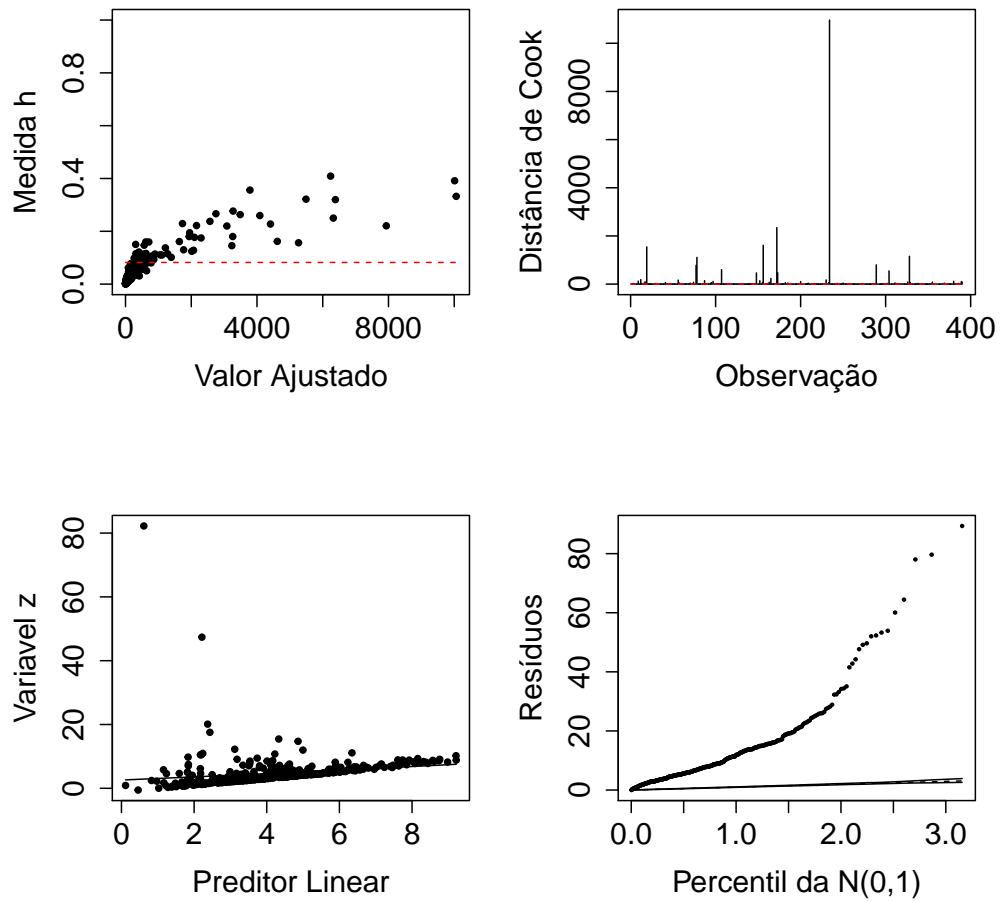 Medida h
0.0 0.4 0.8
0 4000 8000
Valor Ajustado
Distância de Cook
0 4000 8000
0 100 200 300 400
Observação
Variavel z
0 20 40 60 80
0 2 4 6 8
Preditor Linear
Resíduos
0 20 40 60 80
0.0 1.0 2.0 3.0
Percentil da N(0,1)